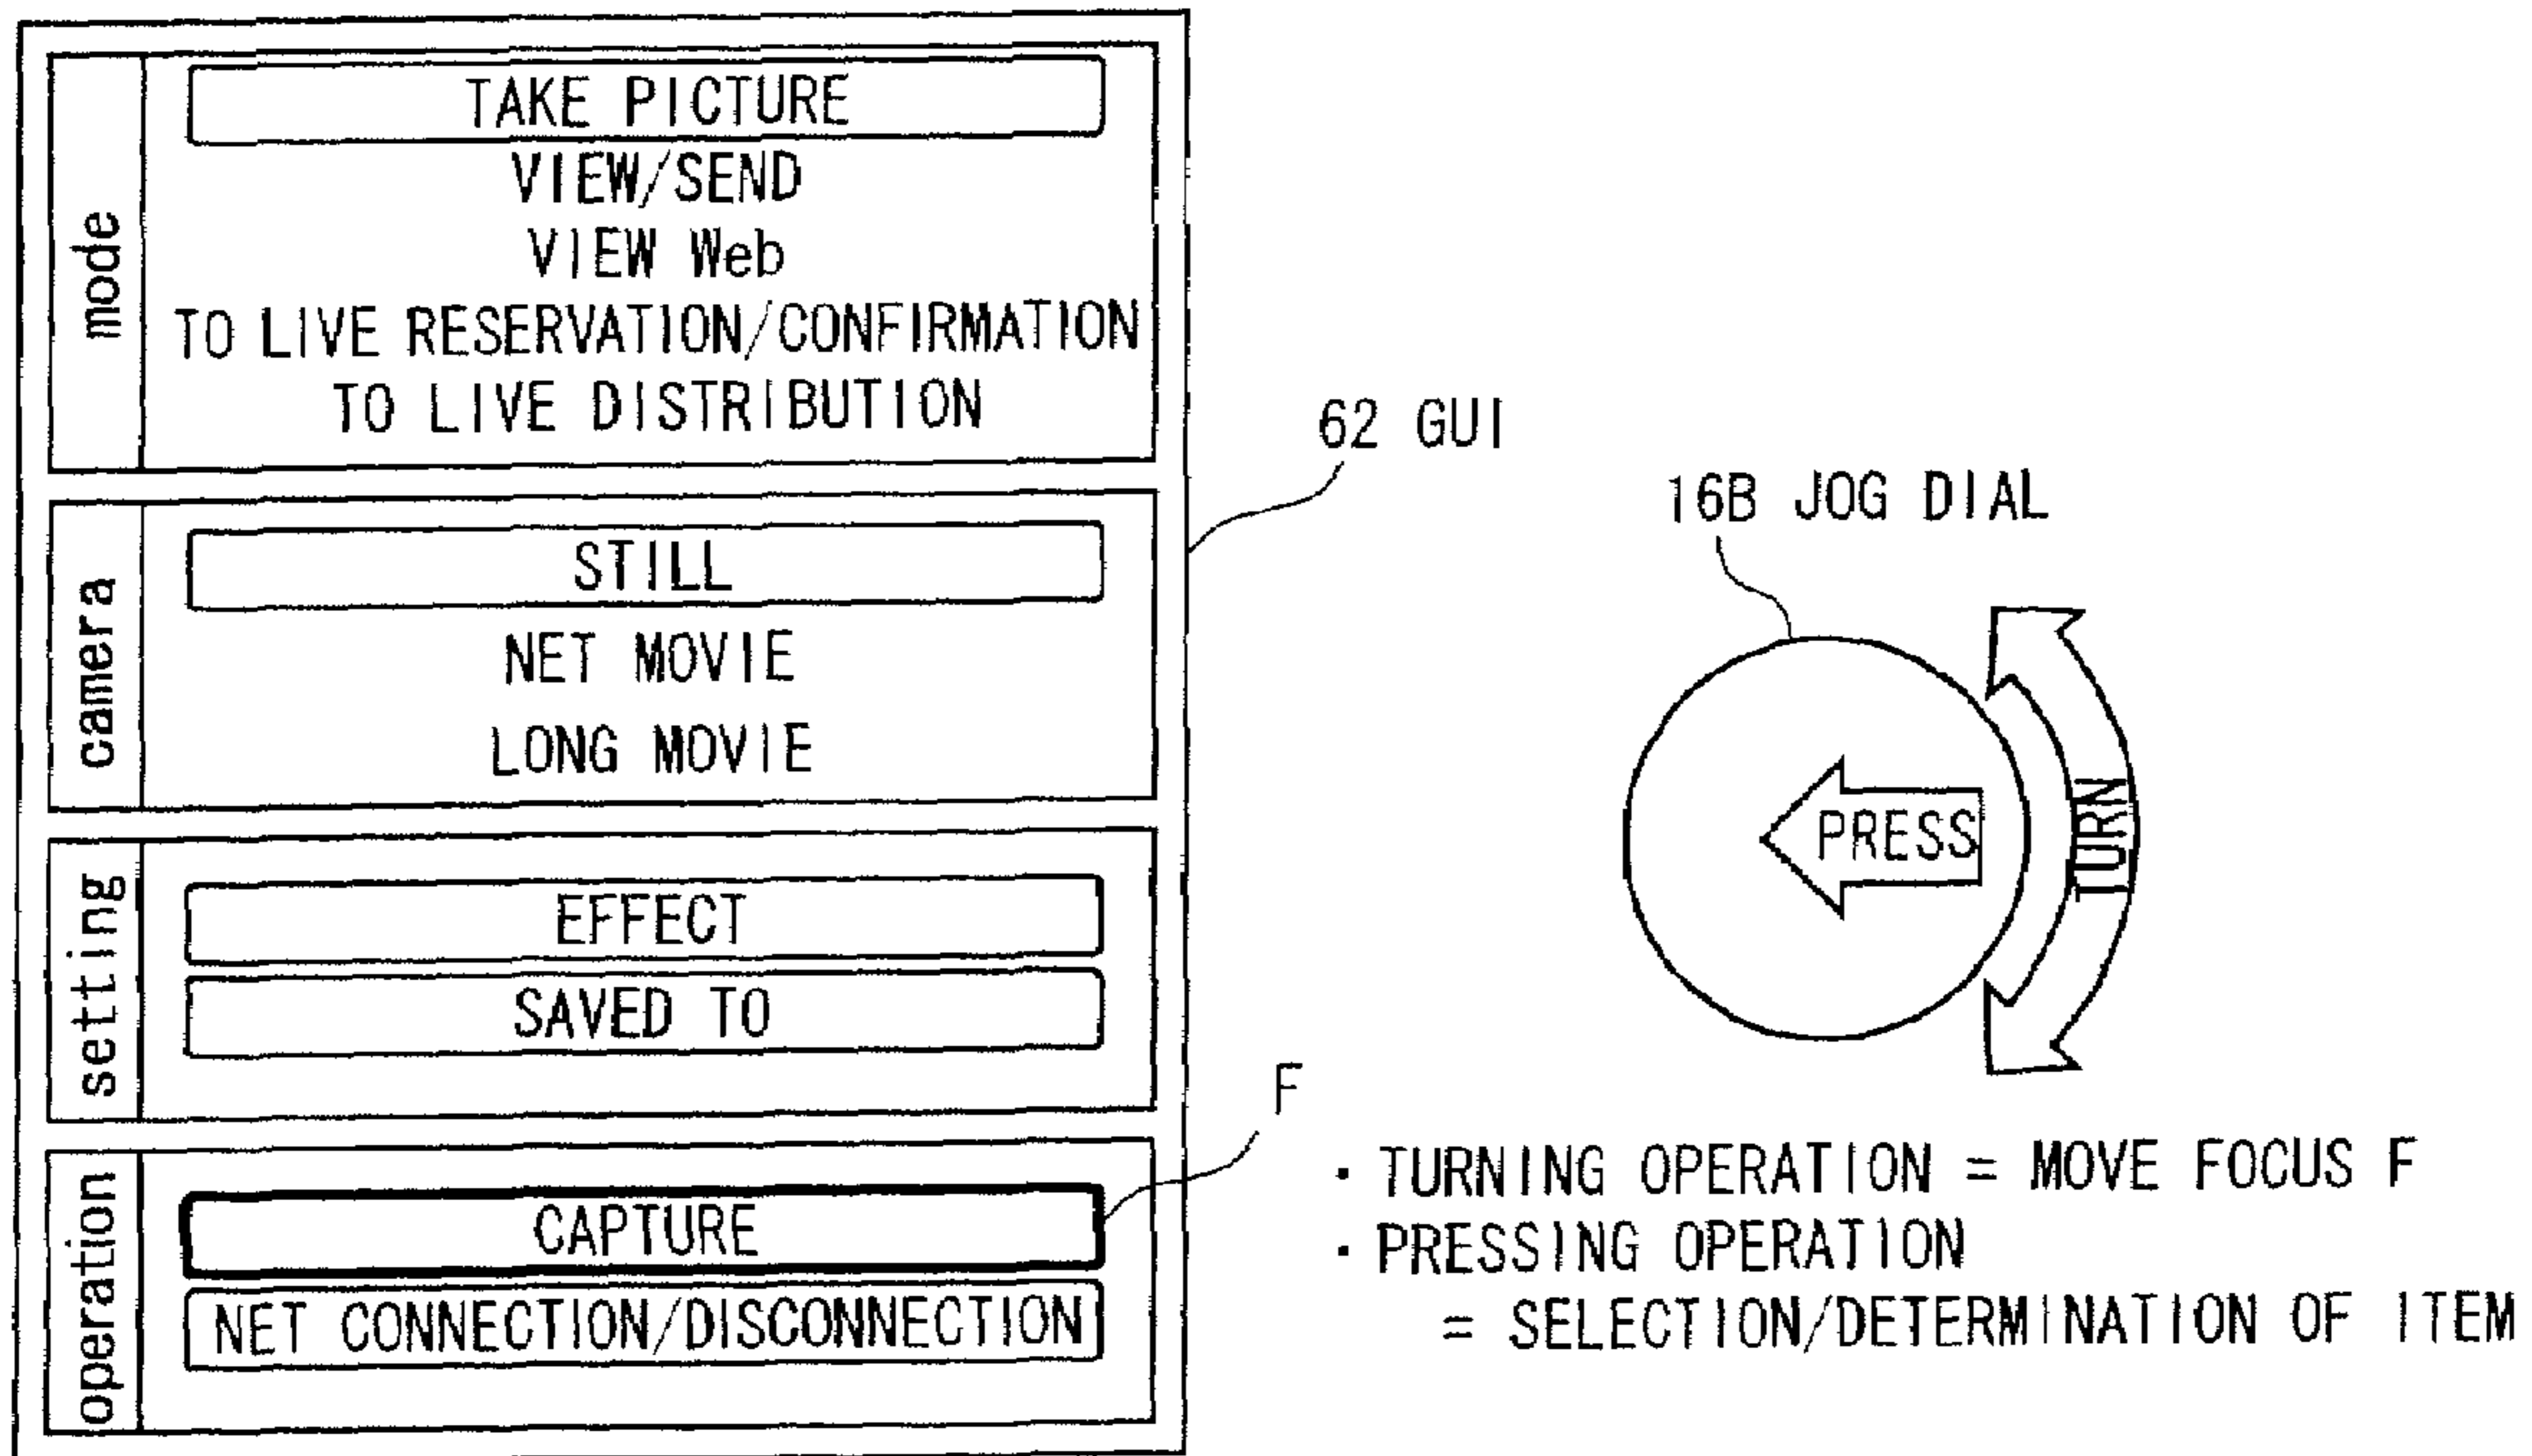 mode
TAKE PICTURE
VIEW/SEND
VIEW Web
TO LIVE RESERVATION/CONFIRMATION
TO LIVE DISTRIBUTION
camera
STILL
NET MOVIE
LONG MOVIE
setting
EFFECT
SAVED TO
operation
CAPTURE
NET CONNECTION/DISCONNECTION
62 GUI
F
16B JOG DIAL
PRESS
TURN
・TURNING OPERATION = MOVE FOCUS F
・PRESSING OPERATION
= SELECTION/DETERMINATION OF ITEM